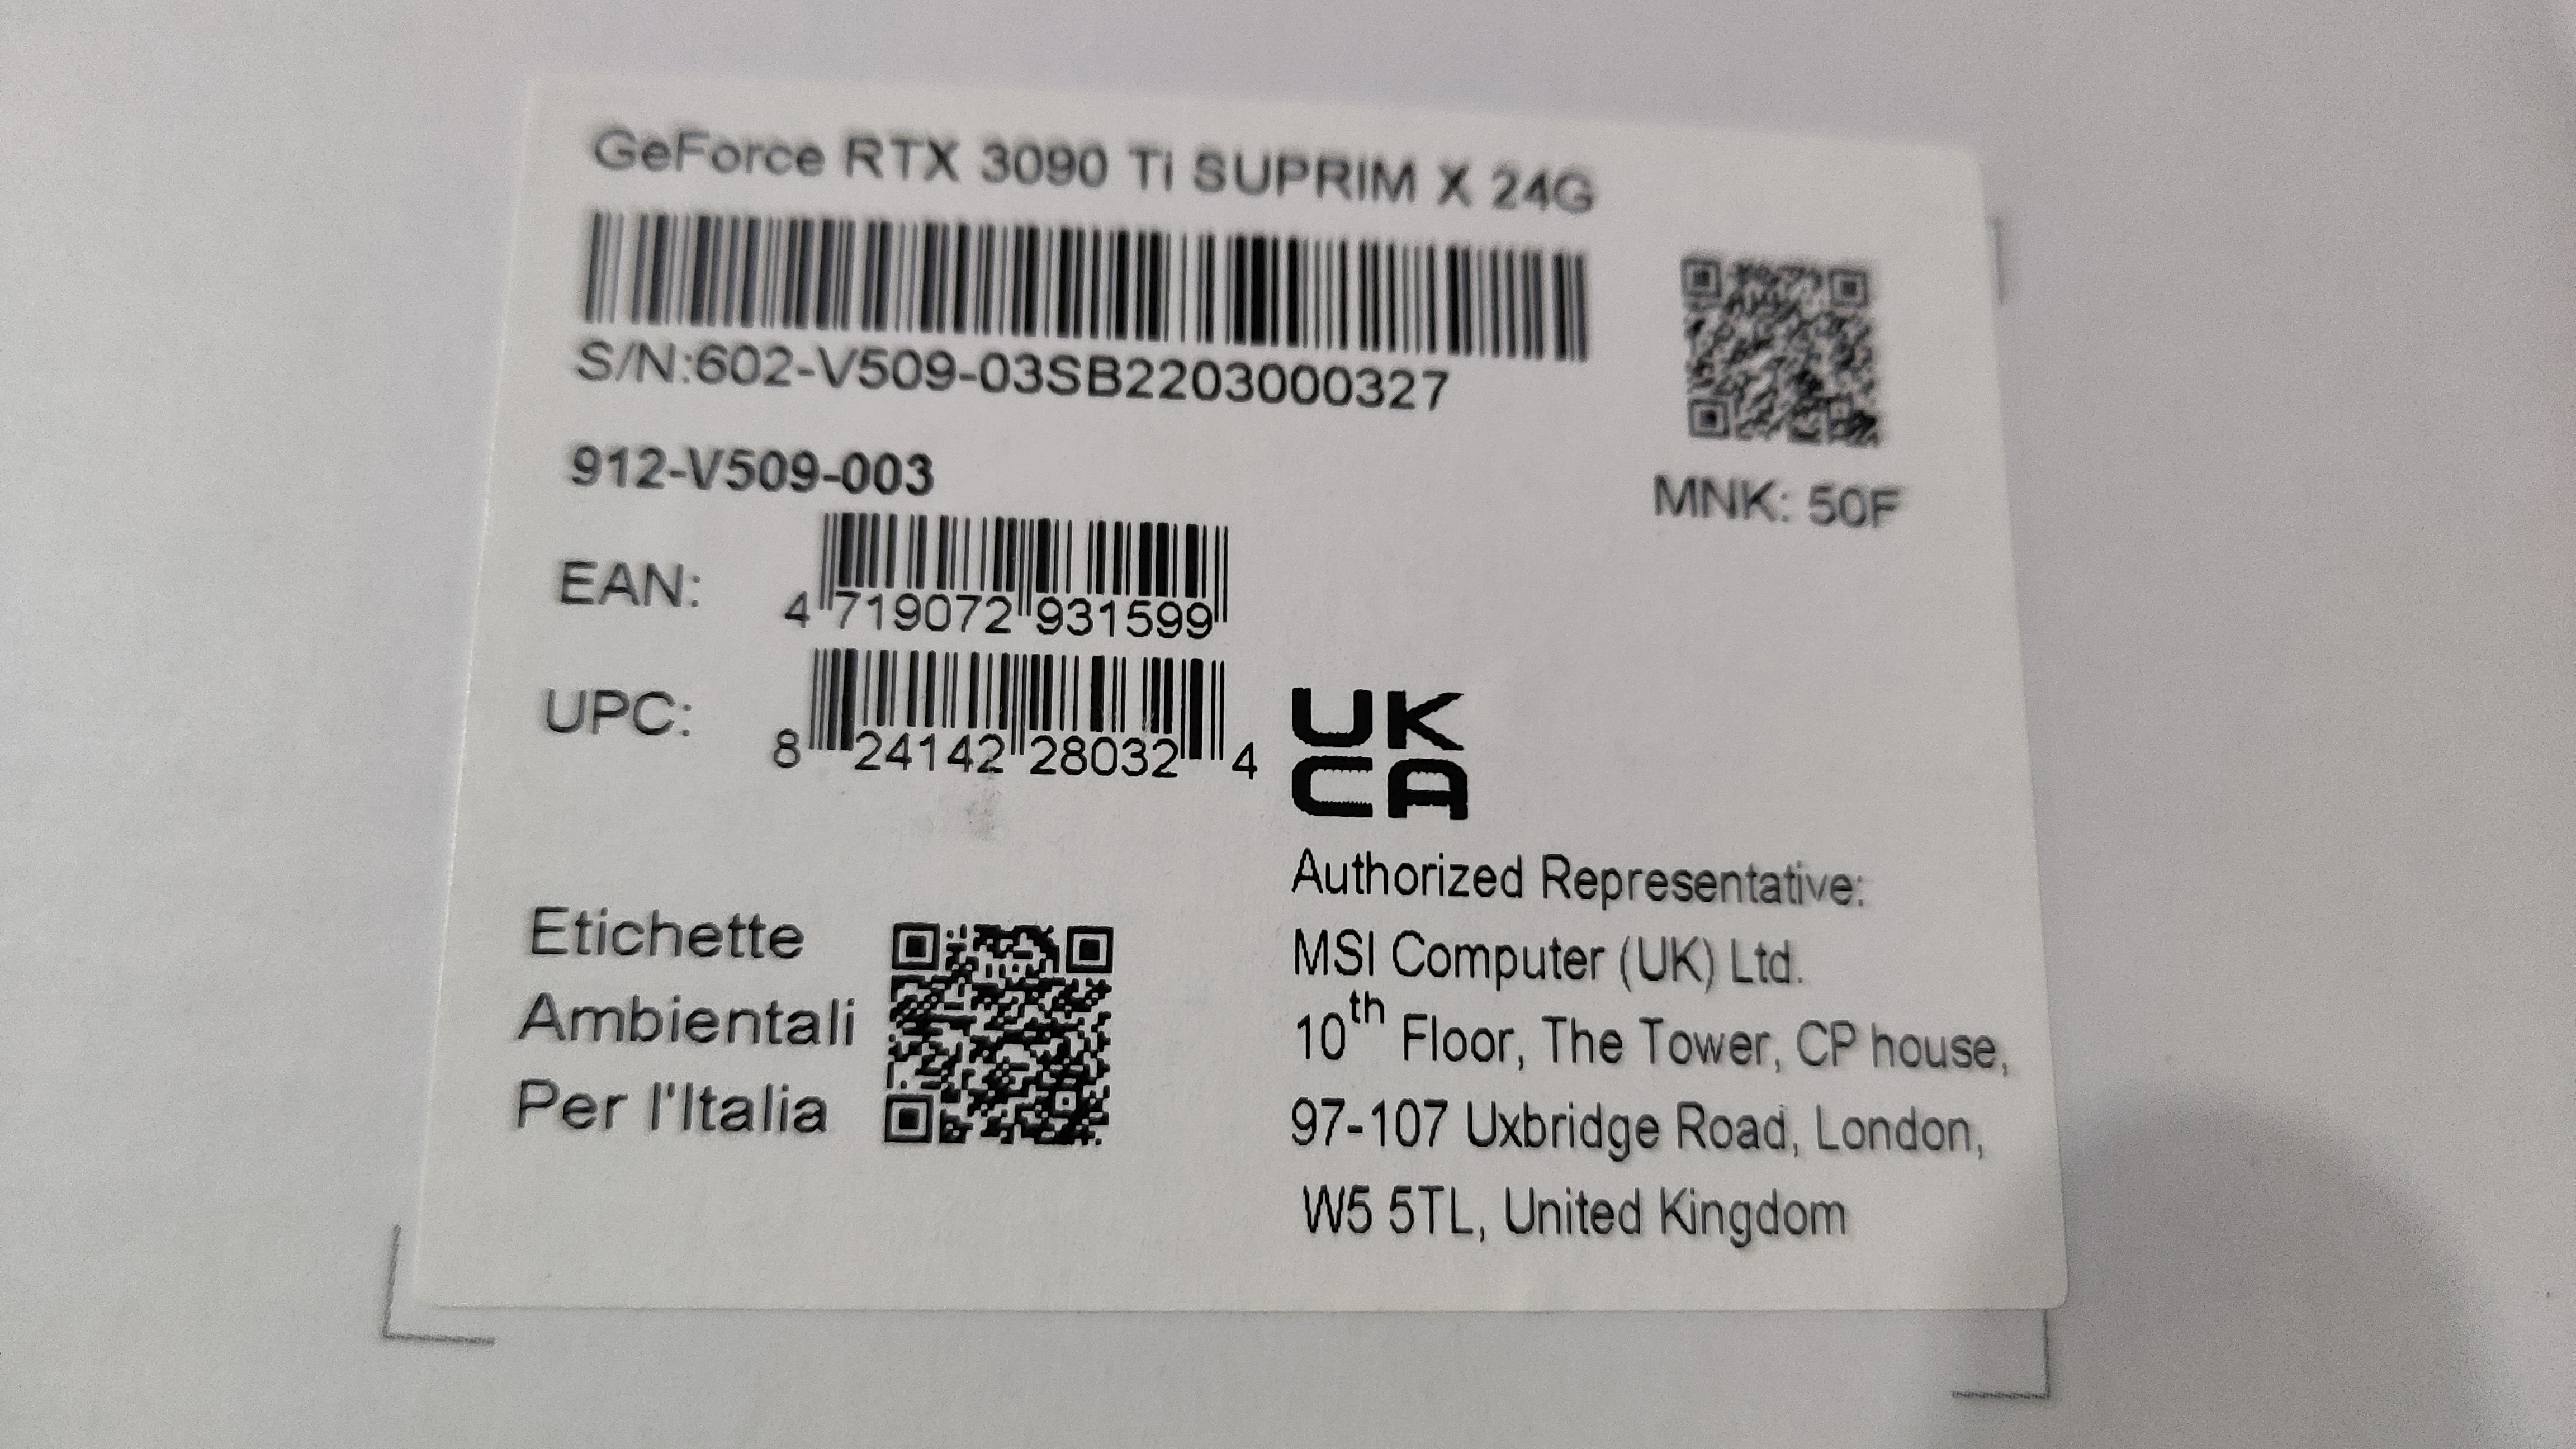 GeForce RTX 3090 Ti SUPRIM X 24G
S/N:602-V509-03SB2203000327
912-V509-003
MNK: 50F
EAN: 4 719072 931599
UPC: 8 24142 28032 4
UK
CA
Etichette
Ambientali
Per l'Italia
Authorized Representative:
MSI Computer (UK) Ltd.
10th Floor, The Tower, CP house,
97-107 Uxbridge Road, London,
W5 5TL, United Kingdom